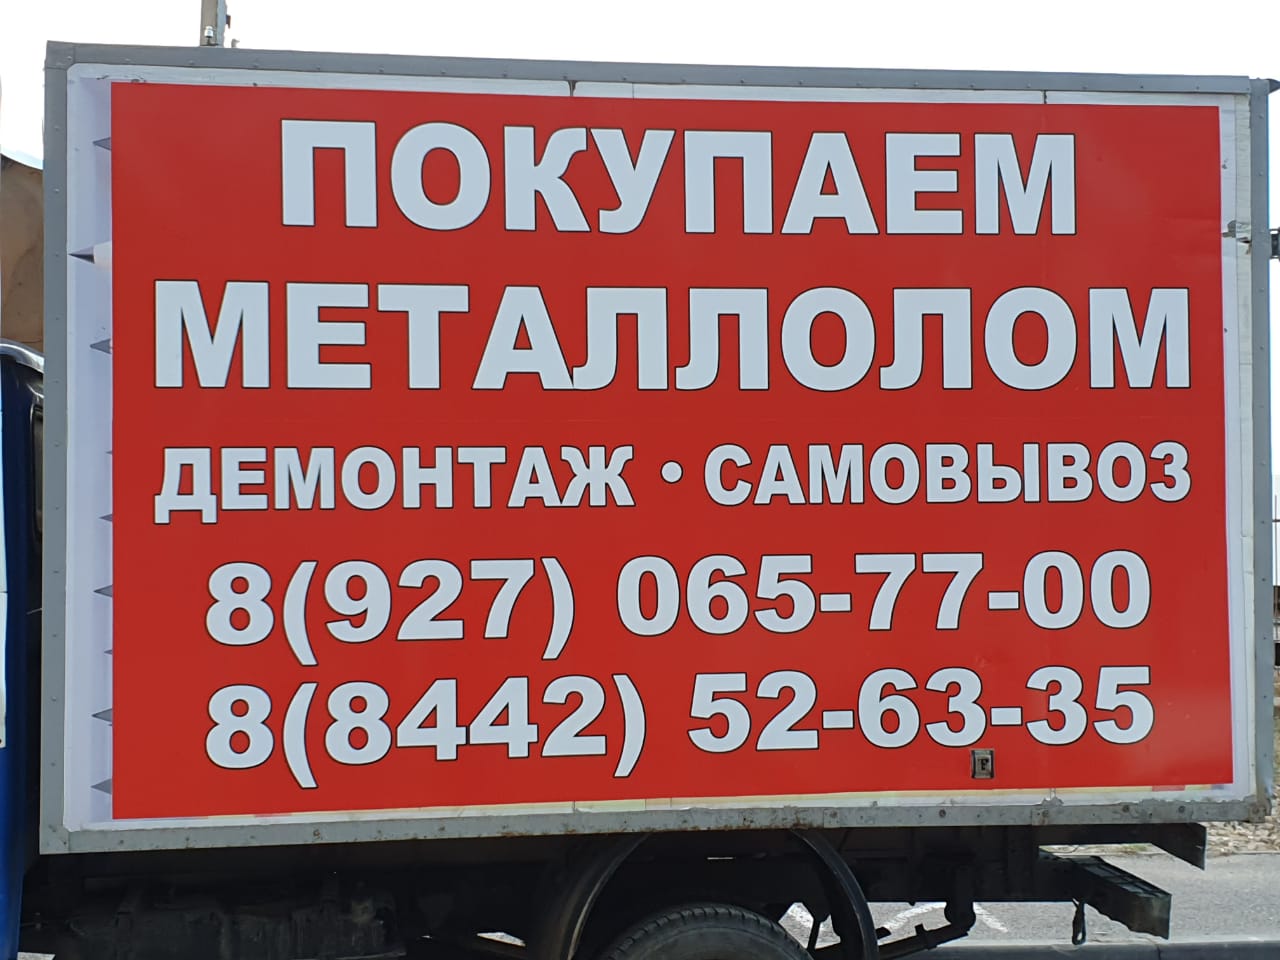 ПОКУПАЕМ
МЕТАЛЛОЛОМ
ДЕМОНТАЖ • САМОВЫВОЗ
8(927) 065-77-00
8(8442) 52-63-35